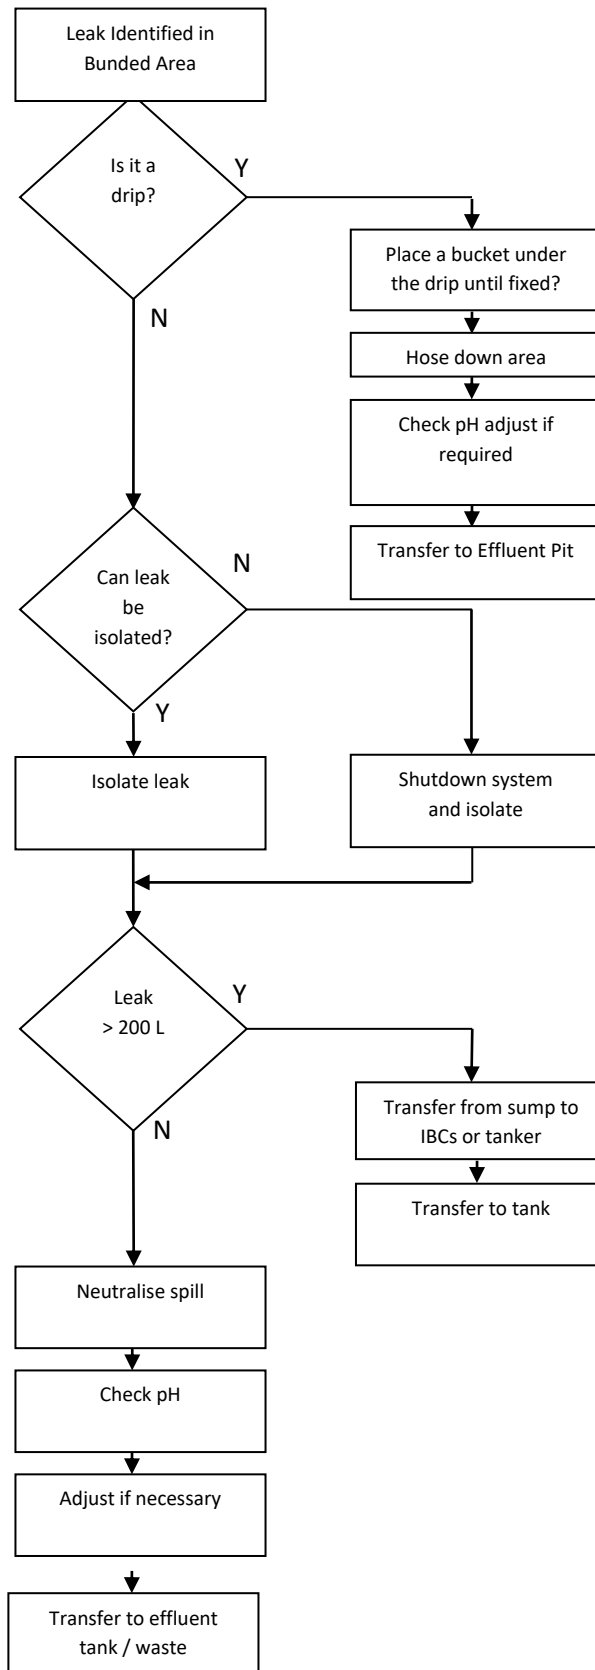 Leak Identified in
Bunded Area
Is it a
drip?
Y
N
Place a bucket under
the drip until fixed?
Hose down area
Check pH adjust if
required
Transfer to Effluent Pit
Can leak
be
isolated?
N
Y
Isolate leak
Shutdown system
and isolate
Leak
> 200 L
Y
N
Transfer from sump to
IBCs or tanker
Transfer to tank
Neutralise spill
Check pH
Adjust if necessary
Transfer to effluent
tank / waste